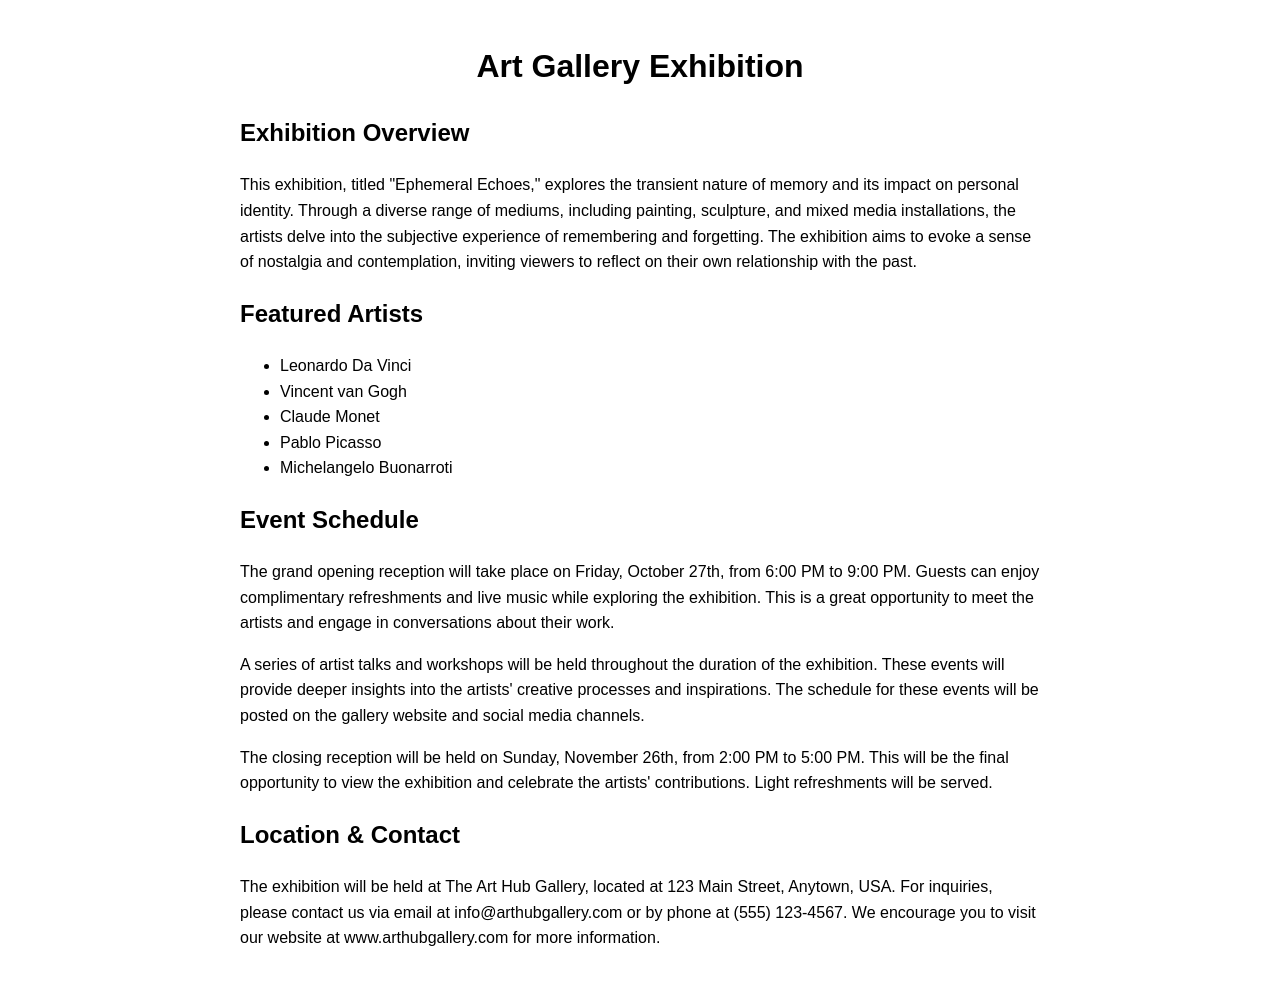 Art Gallery Exhibition
Exhibition Overview
This exhibition, titled "Ephemeral Echoes," explores the transient nature of memory and its impact on personal
identity. Through a diverse range of mediums, including painting, sculpture, and mixed media installations, the
artists delve into the subjective experience of remembering and forgetting. The exhibition aims to evoke a sense
of nostalgia and contemplation, inviting viewers to reflect on their own relationship with the past.
Featured Artists
• Leonardo Da Vinci
• Vincent van Gogh
• Claude Monet
• Pablo Picasso
• Michelangelo Buonarroti
Event Schedule
The grand opening reception will take place on Friday, October 27th, from 6:00 PM to 9:00 PM. Guests can enjoy
complimentary refreshments and live music while exploring the exhibition. This is a great opportunity to meet the
artists and engage in conversations about their work.
A series of artist talks and workshops will be held throughout the duration of the exhibition. These events will
provide deeper insights into the artists' creative processes and inspirations. The schedule for these events will be
posted on the gallery website and social media channels.
The closing reception will be held on Sunday, November 26th, from 2:00 PM to 5:00 PM. This will be the final
opportunity to view the exhibition and celebrate the artists' contributions. Light refreshments will be served.
Location & Contact
The exhibition will be held at The Art Hub Gallery, located at 123 Main Street, Anytown, USA. For inquiries,
please contact us via email at info@arthubgallery.com or by phone at (555) 123-4567. We encourage you to visit
our website at www.arthubgallery.com for more information.